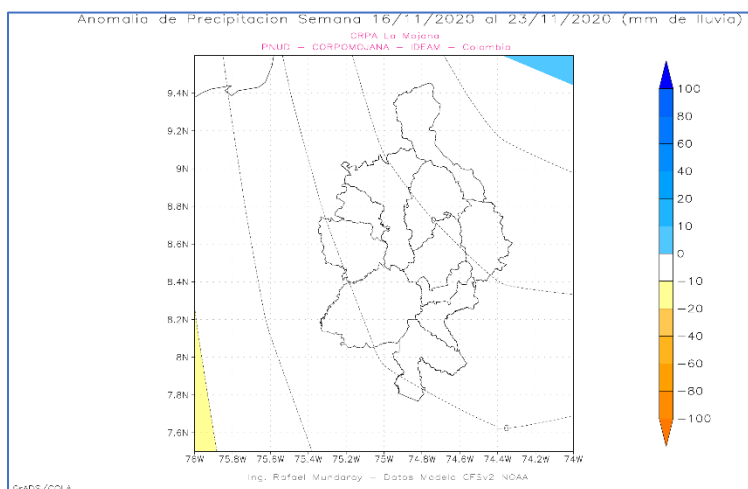 Anomalia de Precipitacion Semana 16/11/2020 al 23/11/2020 (mm de lluvia)
CRPA La Mojana
PNUD – CORPOMOJANA – IDEAM – Colombia
9.4N
9.2N
9N
8.8N
8.6N
8.4N
8.2N
8N
7.8N
7.6N
76W 75.8W 75.6W 75.4W 75.2W 75W 74.8W 74.6W 74.4W 74.2W 74W
100
80
60
40
20
10
0
−10
−20
−40
−60
−80
−100
Ing. Rafael Mundaray – Datos Modelo CFSv2 NOAA
GrADS/COLA